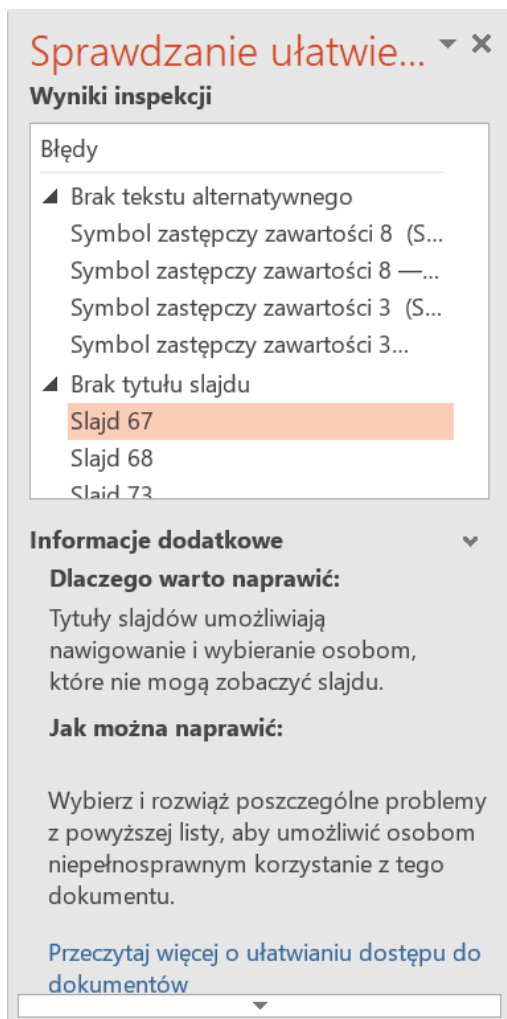 Sprawdzanie ułatwie...
Wyniki inspekcji
Błędy
Brak tekstu alternatywnego
Symbol zastępczy zawartości 8 (S...
Symbol zastępczy zawartości 8 —...
Symbol zastępczy zawartości 3 (S...
Symbol zastępczy zawartości 3...
Brak tytułu slajdu
Slajd 67
Slajd 68
Slajd 73
Informacje dodatkowe
Dlaczego warto naprawić:
Tytuły slajdów umożliwiają
nawigowanie i wybieranie osobom,
które nie mogą zobaczyć slajdu.
Jak można naprawić:
Wybierz i rozwiąż poszczególne problemy
z powyższej listy, aby umożliwić osobom
niepełnosprawnym korzystanie z tego
dokumentu.
Przeczytaj więcej o ułatwianiu dostępu do
dokumentów